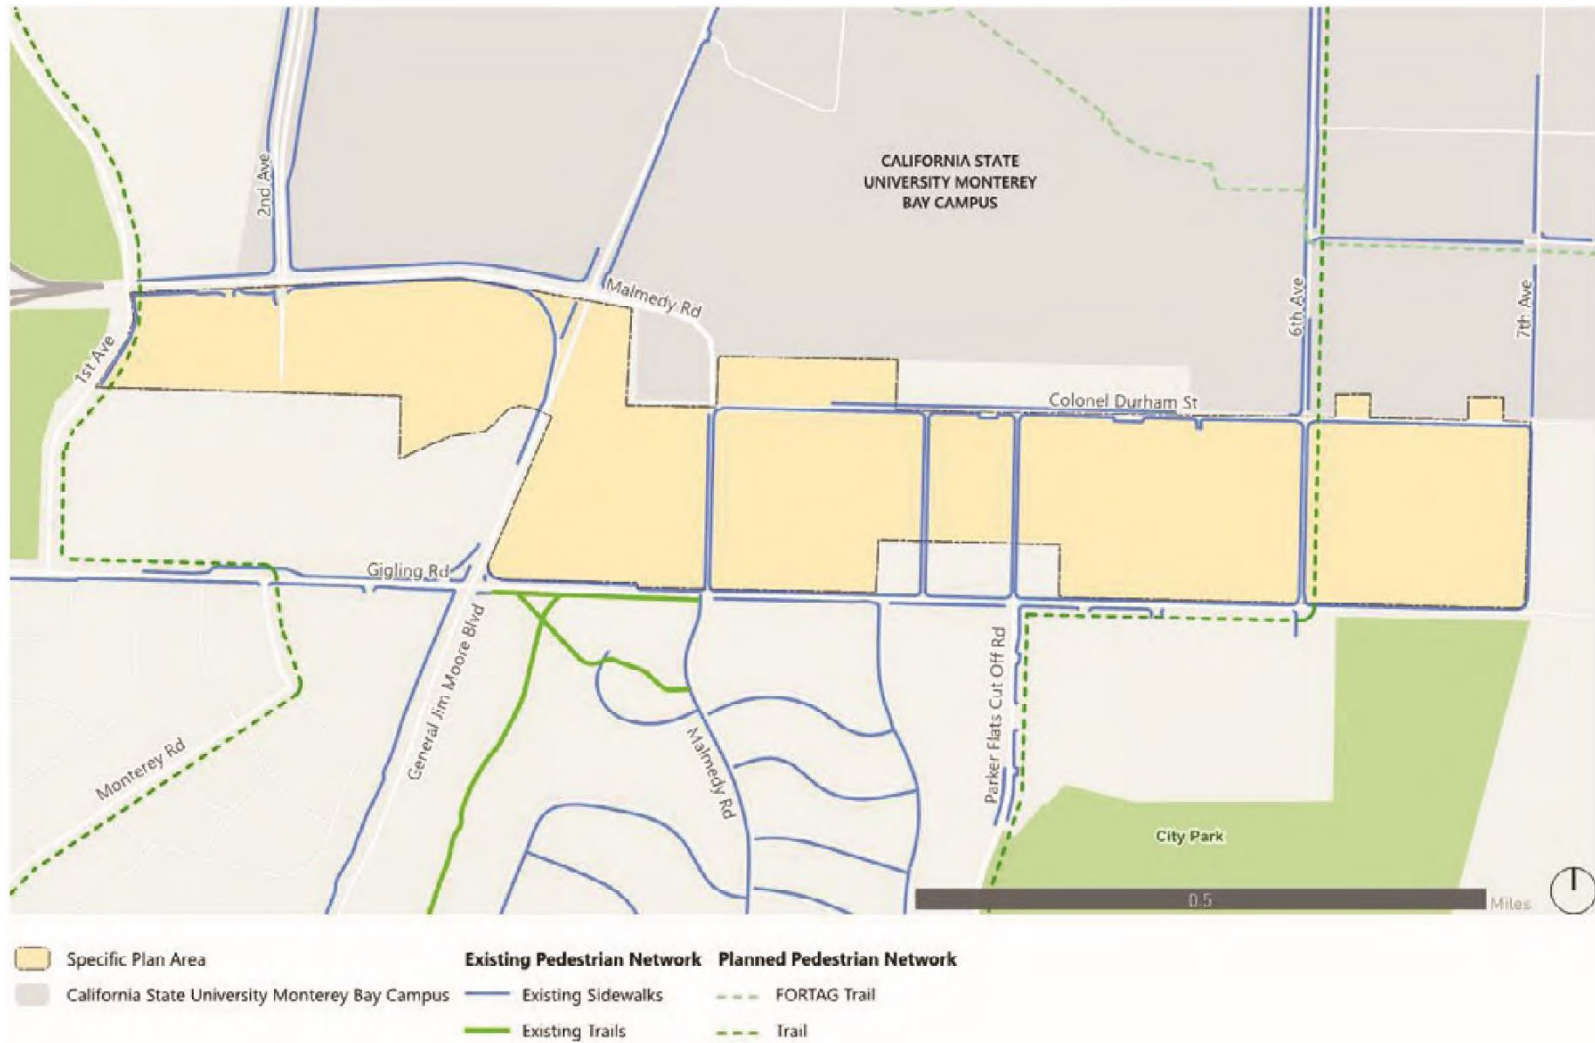 CALIFORNIA STATE
UNIVERSITY MONTEREY
BAY CAMPUS
2nd Ave
Malmedy Rd
6th Ave
7th Ave
1st Ave
Colonel Durham St
Gigling Rd
General Jim Moore Blvd
Monterey Rd
Malmedy Rd
Parker Flats Cut Off Rd
City Park
0.5
Miles
Specific Plan Area
California State University Monterey Bay Campus
Existing Pedestrian Network
Existing Sidewalks
Existing Trails
Planned Pedestrian Network
FORTAG Trail
Trail